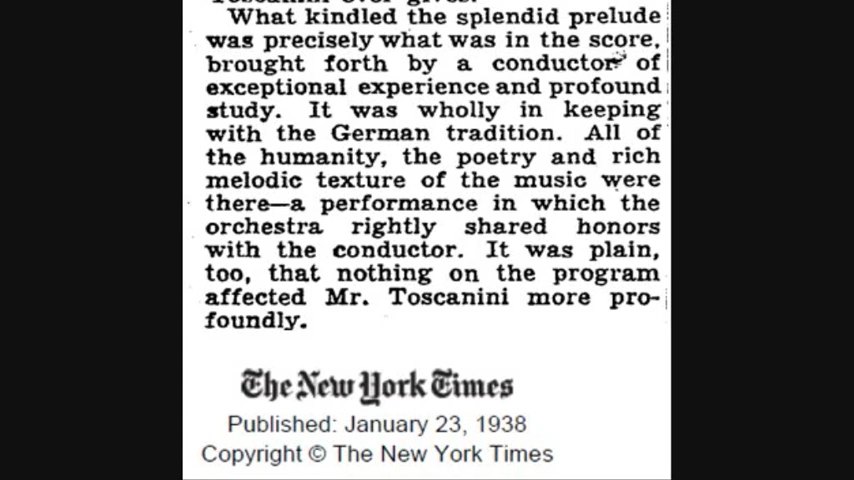 Toscanini ever gives.
What kindled the splendid prelude
was precisely what was in the score,
brought forth by a conductor of
exceptional experience and profound
study. It was wholly in keeping
with the German tradition. All of
the humanity, the poetry and rich
melodic texture of the music were
there—a performance in which the
orchestra rightly shared honors
with the conductor. It was plain,
too, that nothing on the program
affected Mr. Toscanini more pro-
foundly.
The New York Times
Published: January 23, 1938
Copyright © The New York Times